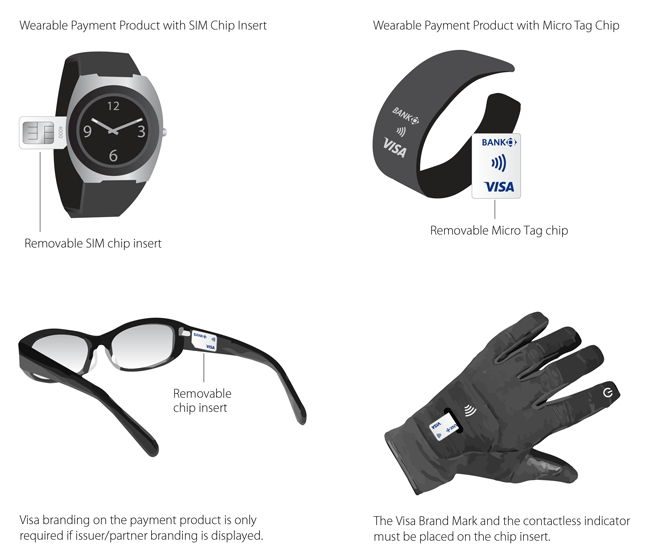 Wearable Payment Product with SIM Chip Insert
Wearable Payment Product with Micro Tag Chip
12
9
3
6
BANK
VISA
BANK
VISA
Removable SIM chip insert
Removable Micro Tag chip
BANK
VISA
Removable
chip insert
VISA
Visa branding on the payment product is only
required if issuer/partner branding is displayed.
The Visa Brand Mark and the contactless indicator
must be placed on the chip insert.